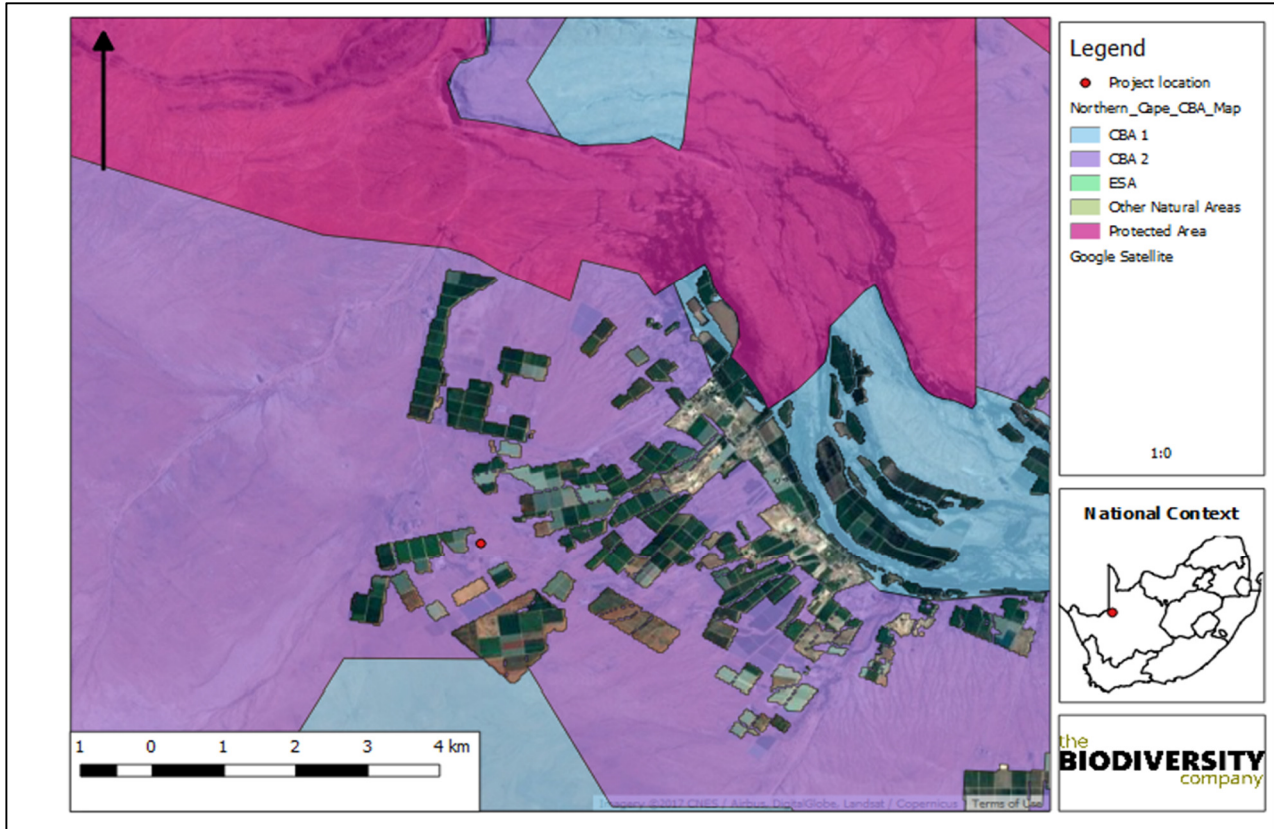 Legend
Project location
Northern_Cape_CBA_Map
CBA 1
CBA 2
ESA
Other Natural Areas
Protected Area
Google Satellite
1:0
National Context
1 0 1 2 3 4 km
Imagery ©2017 CNES / Airbus, DigitalGlobe, Landsat / Copernicus Terms of Use
the
BIODIVERSITY
company